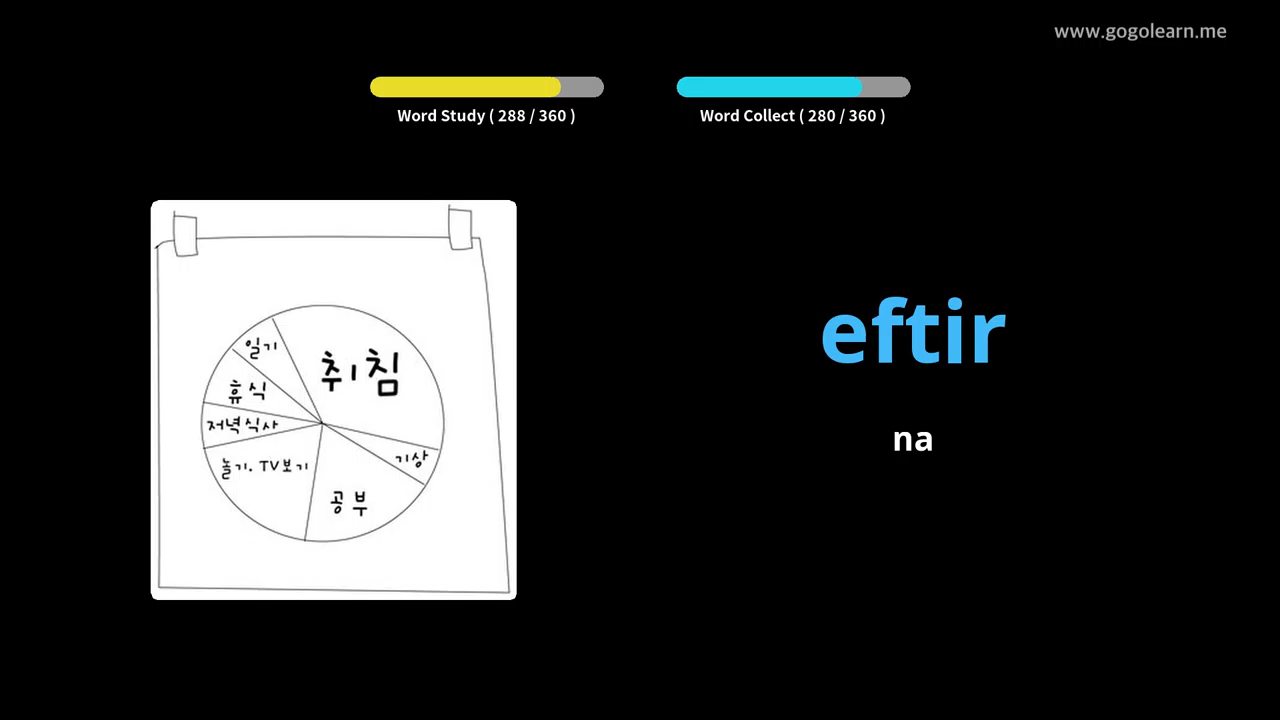 www.gogolearn.me
Word Study ( 288 / 360 )
Word Collect ( 280 / 360 )
일기
취침
휴식
저녁식사
놀기. TV보기
기상
공부
eftir
na